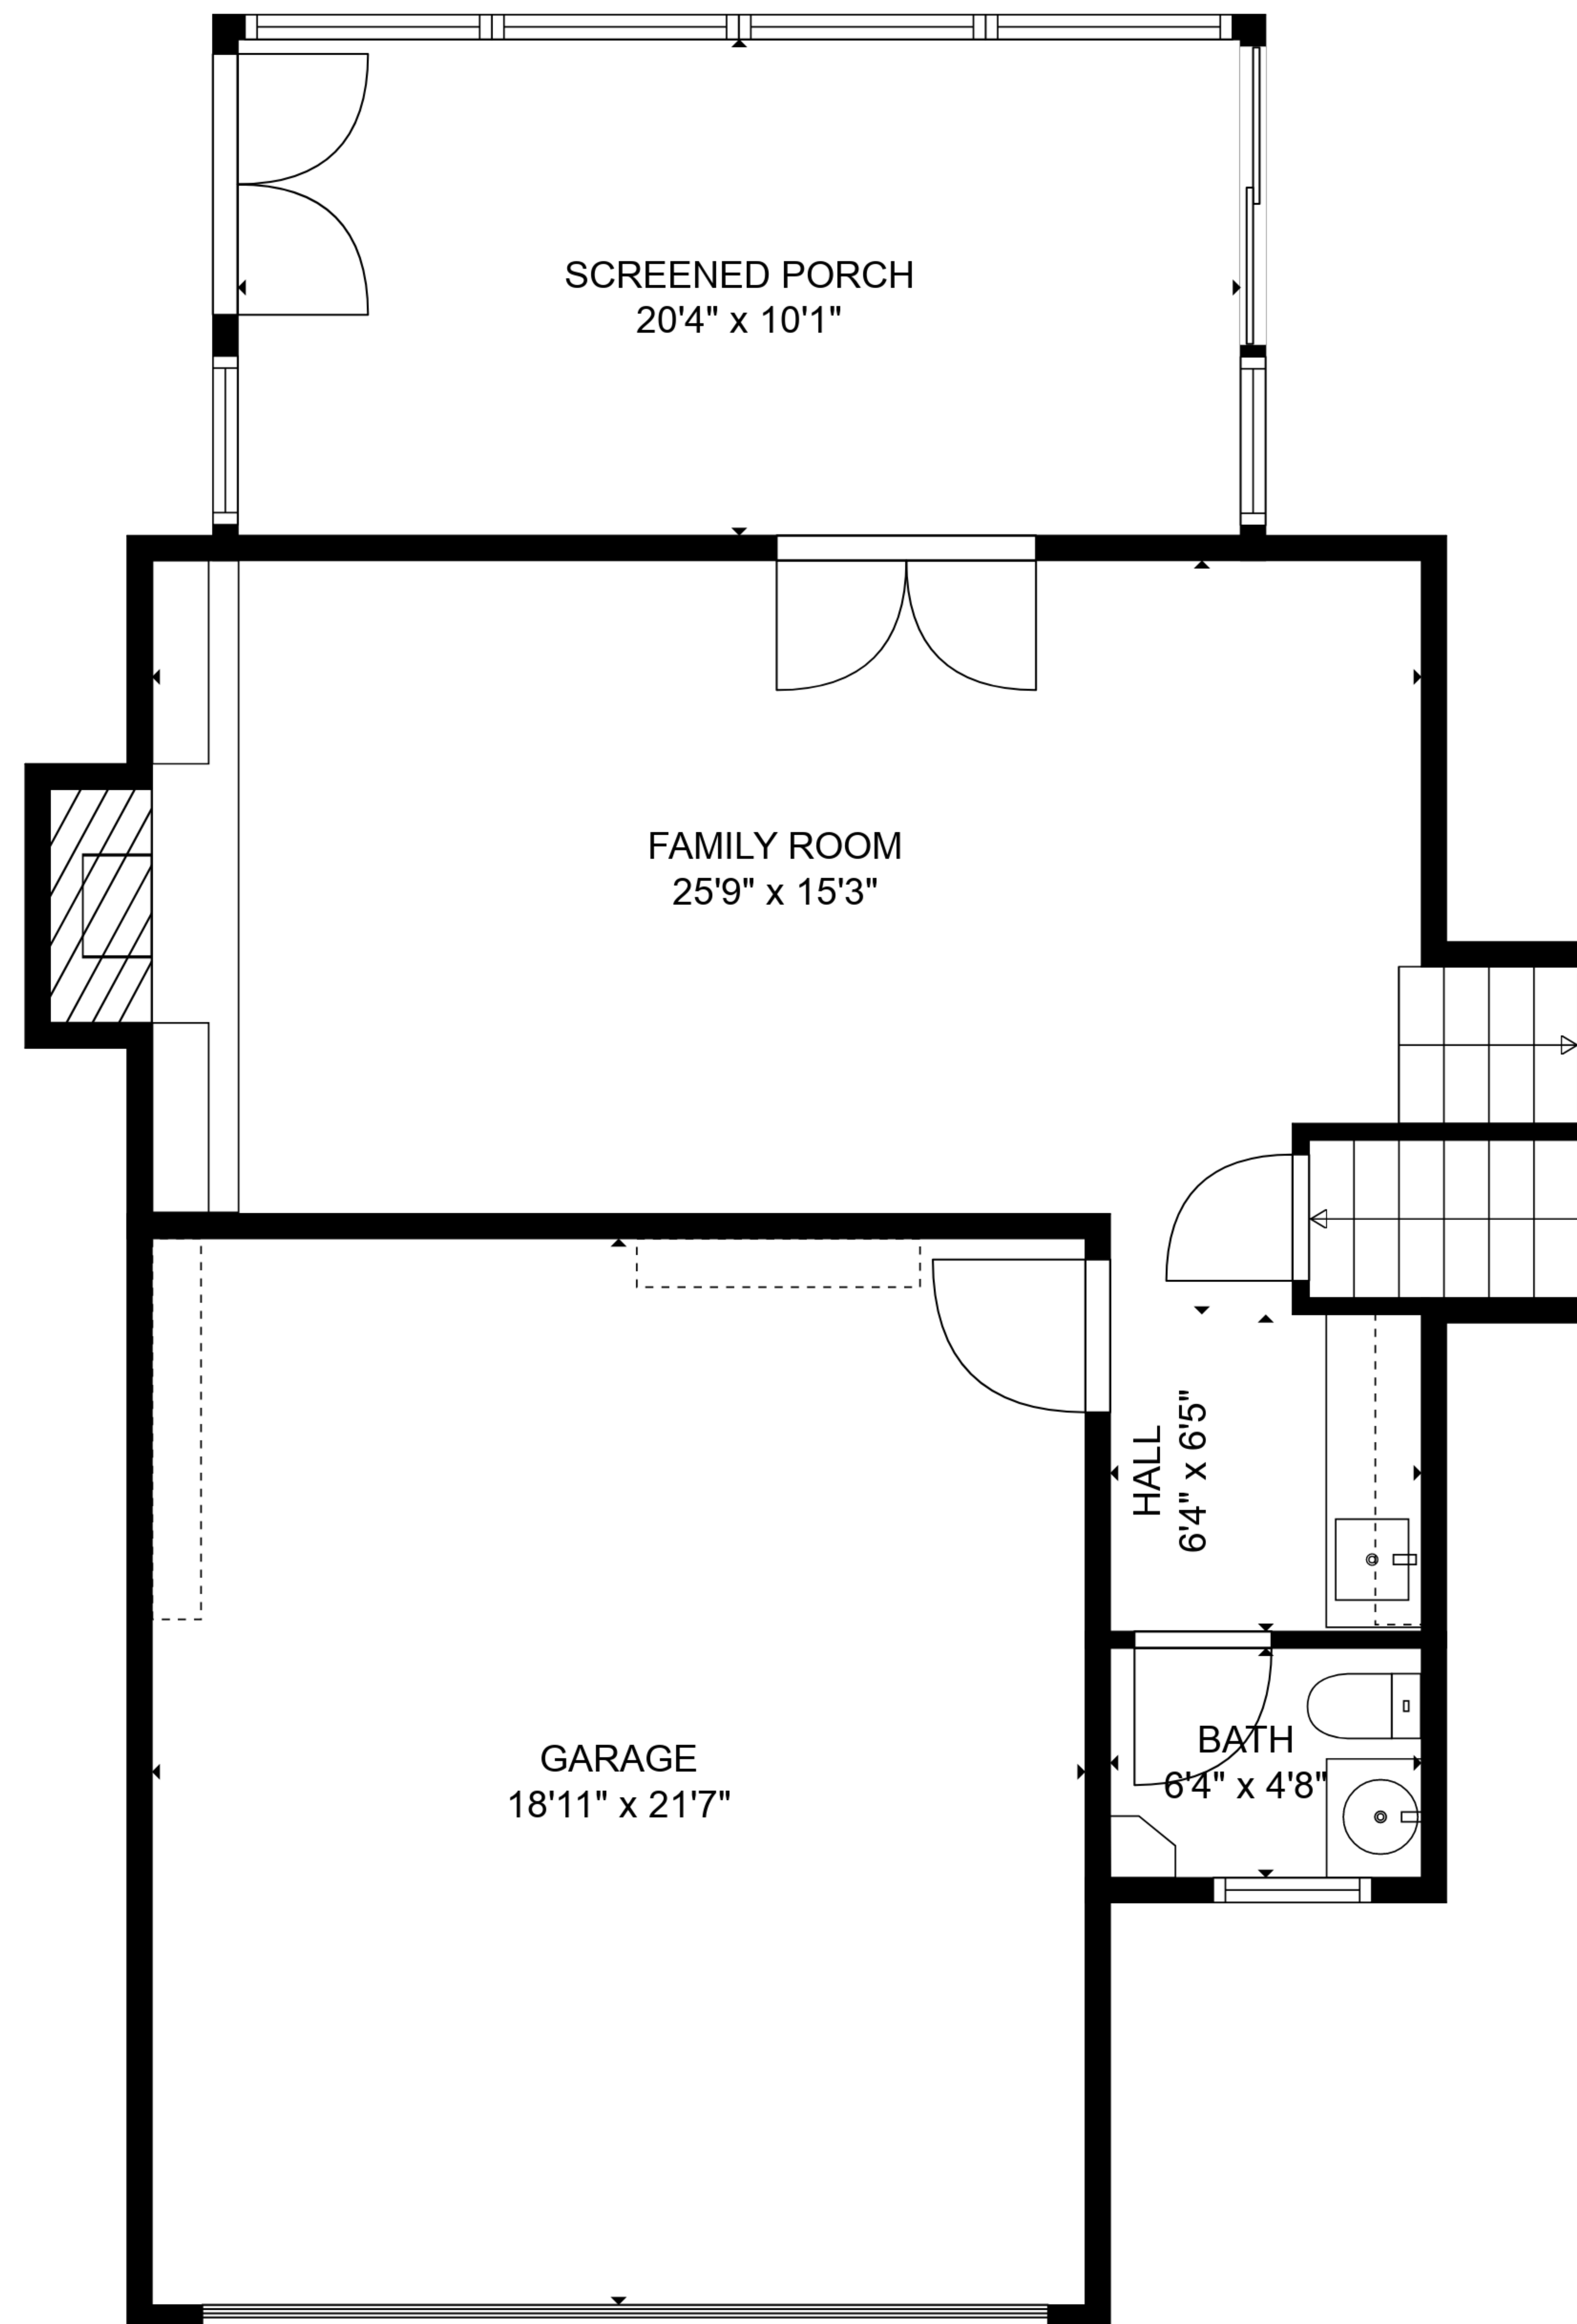 SCREENED PORCH
20'4" x 10'1"
FAMILY ROOM
25'9" x 15'3"
HALL
6'4" x 6'5"
GARAGE
18'11" x 21'7"
BATH
6'4" x 4'8"